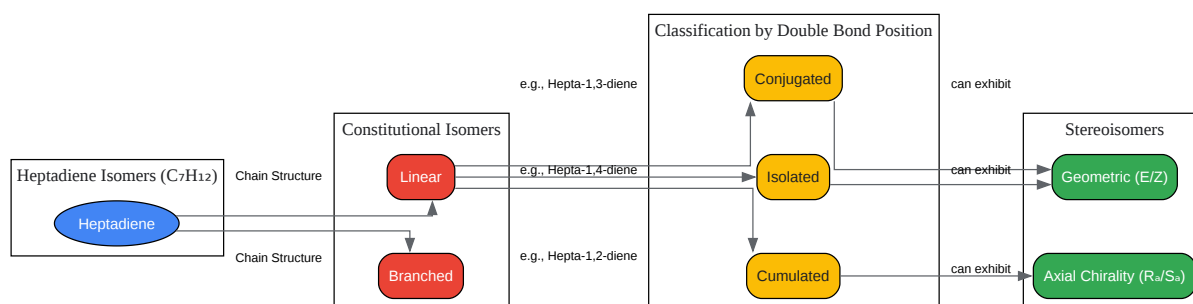 Heptadiene Isomers (C₇H₁₂)
Heptadiene
Chain Structure
Chain Structure
Constitutional Isomers
Linear
Branched
e.g., Hepta-1,3-diene
e.g., Hepta-1,4-diene
e.g., Hepta-1,2-diene
Classification by Double Bond Position
Conjugated
Isolated
Cumulated
can exhibit
can exhibit
can exhibit
Stereoisomers
Geometric (E/Z)
Axial Chirality (Rₐ/Sₐ)